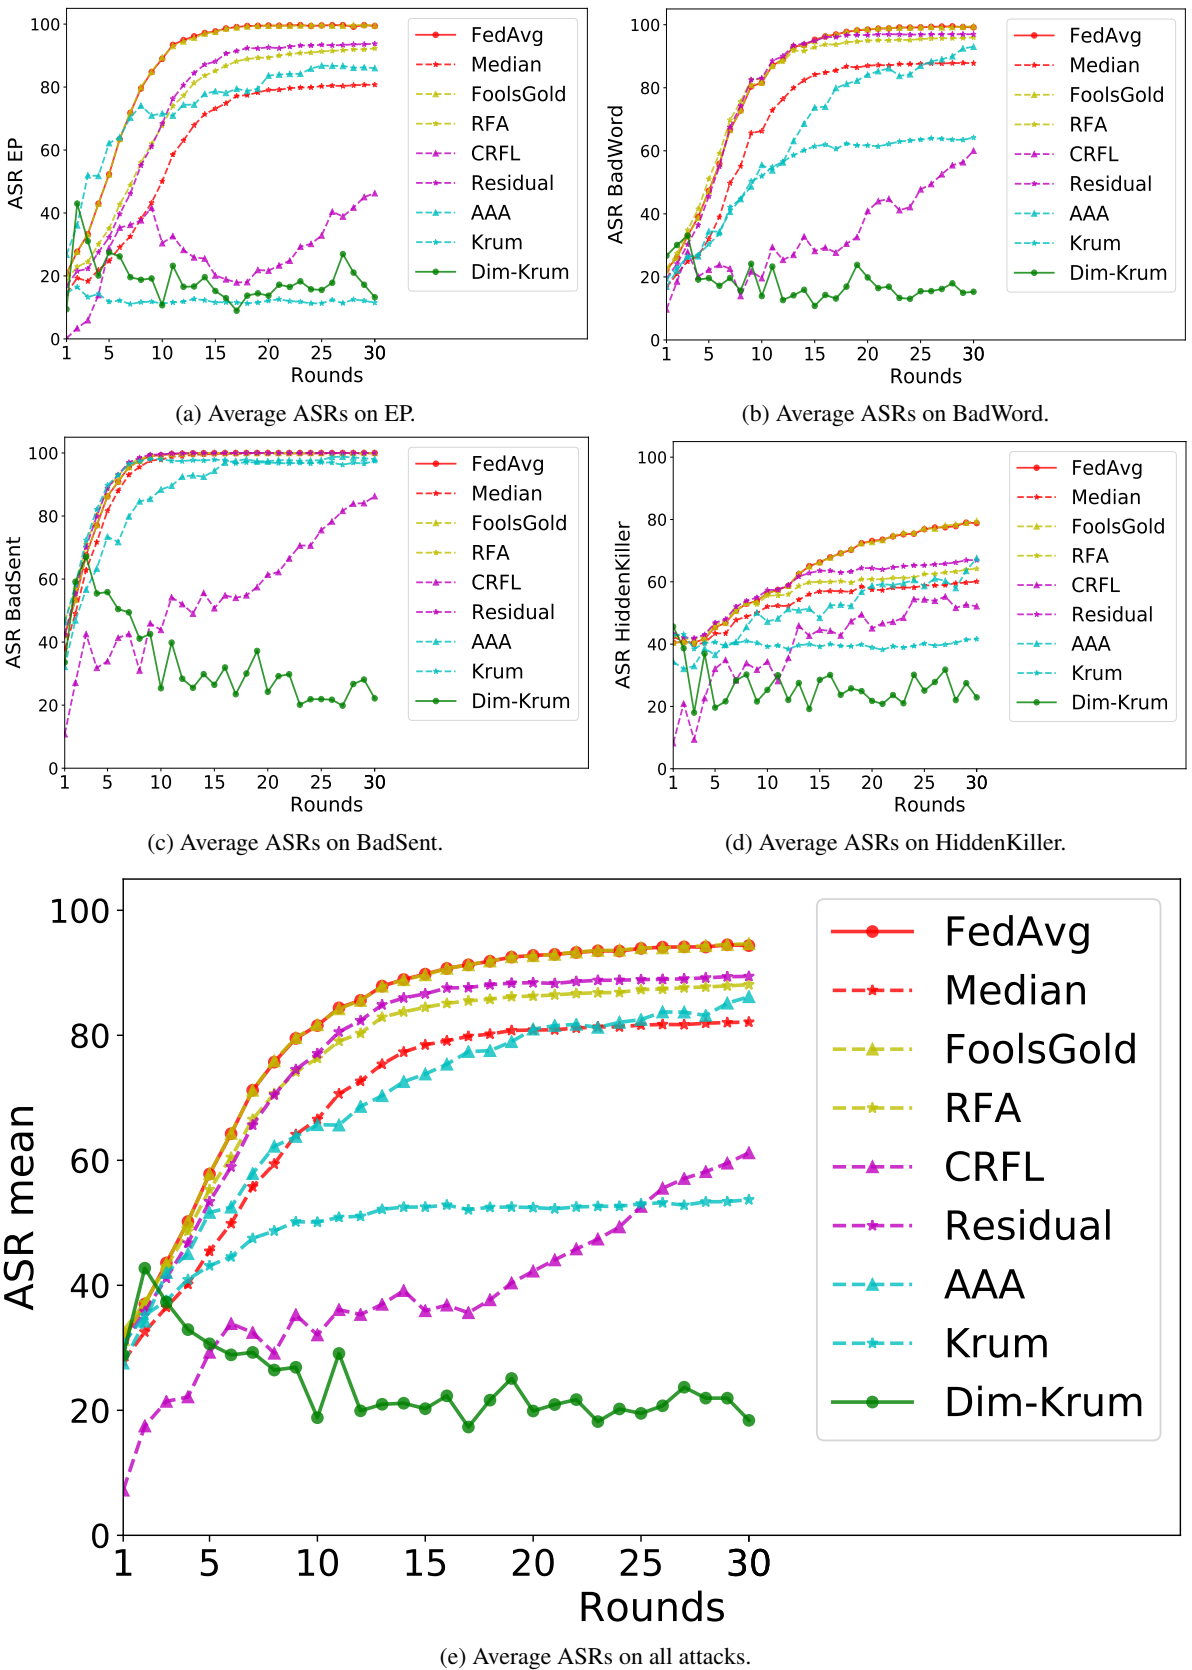 100
80
60
40
20
0
ASR EP
1 5 10 15 20 25 30
Rounds
FedAvg
Median
FoolsGold
RFA
CRFL
Residual
AAA
Krum
Dim-Krum
(a) Average ASRs on EP.
100
80
60
40
20
0
ASR BadWord
1 5 10 15 20 25 30
Rounds
FedAvg
Median
FoolsGold
RFA
CRFL
Residual
AAA
Krum
Dim-Krum
(b) Average ASRs on BadWord.
100
80
60
40
20
0
ASR BadSent
1 5 10 15 20 25 30
Rounds
FedAvg
Median
FoolsGold
RFA
CRFL
Residual
AAA
Krum
Dim-Krum
(c) Average ASRs on BadSent.
100
80
60
40
20
0
ASR HiddenKiller
1 5 10 15 20 25 30
Rounds
FedAvg
Median
FoolsGold
RFA
CRFL
Residual
AAA
Krum
Dim-Krum
(d) Average ASRs on HiddenKiller.
100
80
60
40
20
0
ASR mean
1 5 10 15 20 25 30
Rounds
FedAvg
Median
FoolsGold
RFA
CRFL
Residual
AAA
Krum
Dim-Krum
(e) Average ASRs on all attacks.